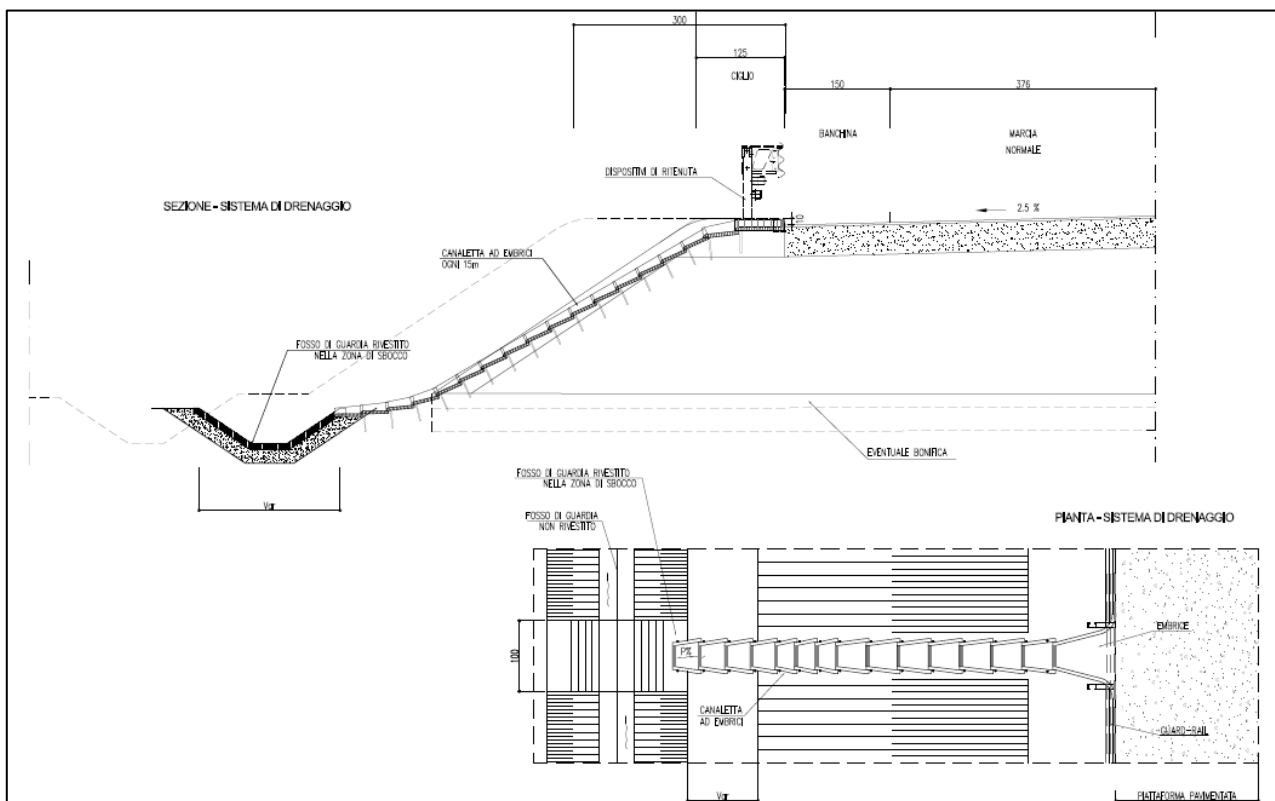 300
125
CIGLIO
150
376
BANCHINA
MARCIA
NORMALE
DISPOSITIVI DI RITENUTA
SEZIONE - SISTEMA DI DRENAGGIO
10
2.5 %
CANALETTA AD EMBRICI
OGNI 15m
FOSSO DI GUARDIA RIVESTITO
NELLA ZONA DI SBOCCO
EVENTUALE BONIFICA
Var
FOSSO DI GUARDIA RIVESTITO
NELLA ZONA DI SBOCCO
FOSSO DI GUARDIA
NON RIVESTITO
PIANTA - SISTEMA DI DRENAGGIO
100
P%
EMBRICE
CANALETTA
AD EMBRICI
GUARD-RAIL
Var
PIATTAFORMA PAVIMENTATA